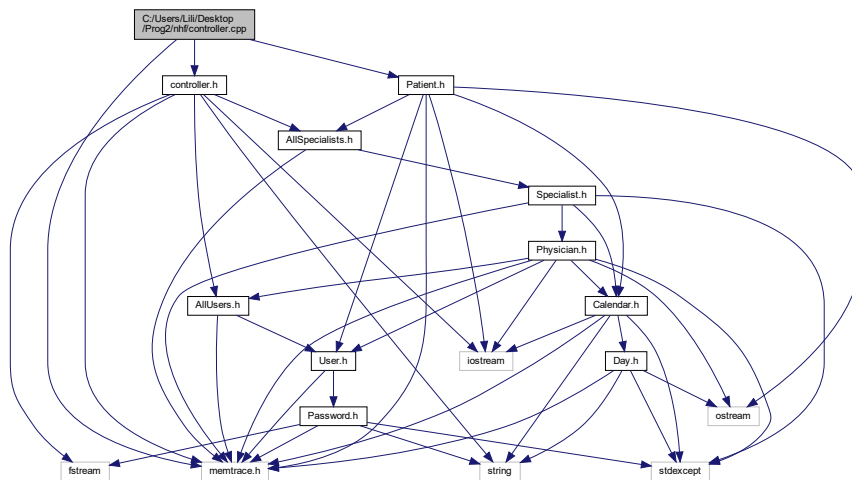 C:/Users/Lili/Desktop
/Prog2/nhf/controller.cpp
controller.h
Patient.h
AllSpecialists.h
Specialist.h
Physician.h
AllUsers.h
Calendar.h
User.h
iostream
Day.h
Password.h
ostream
fstream
memtrace.h
string
stdexcept